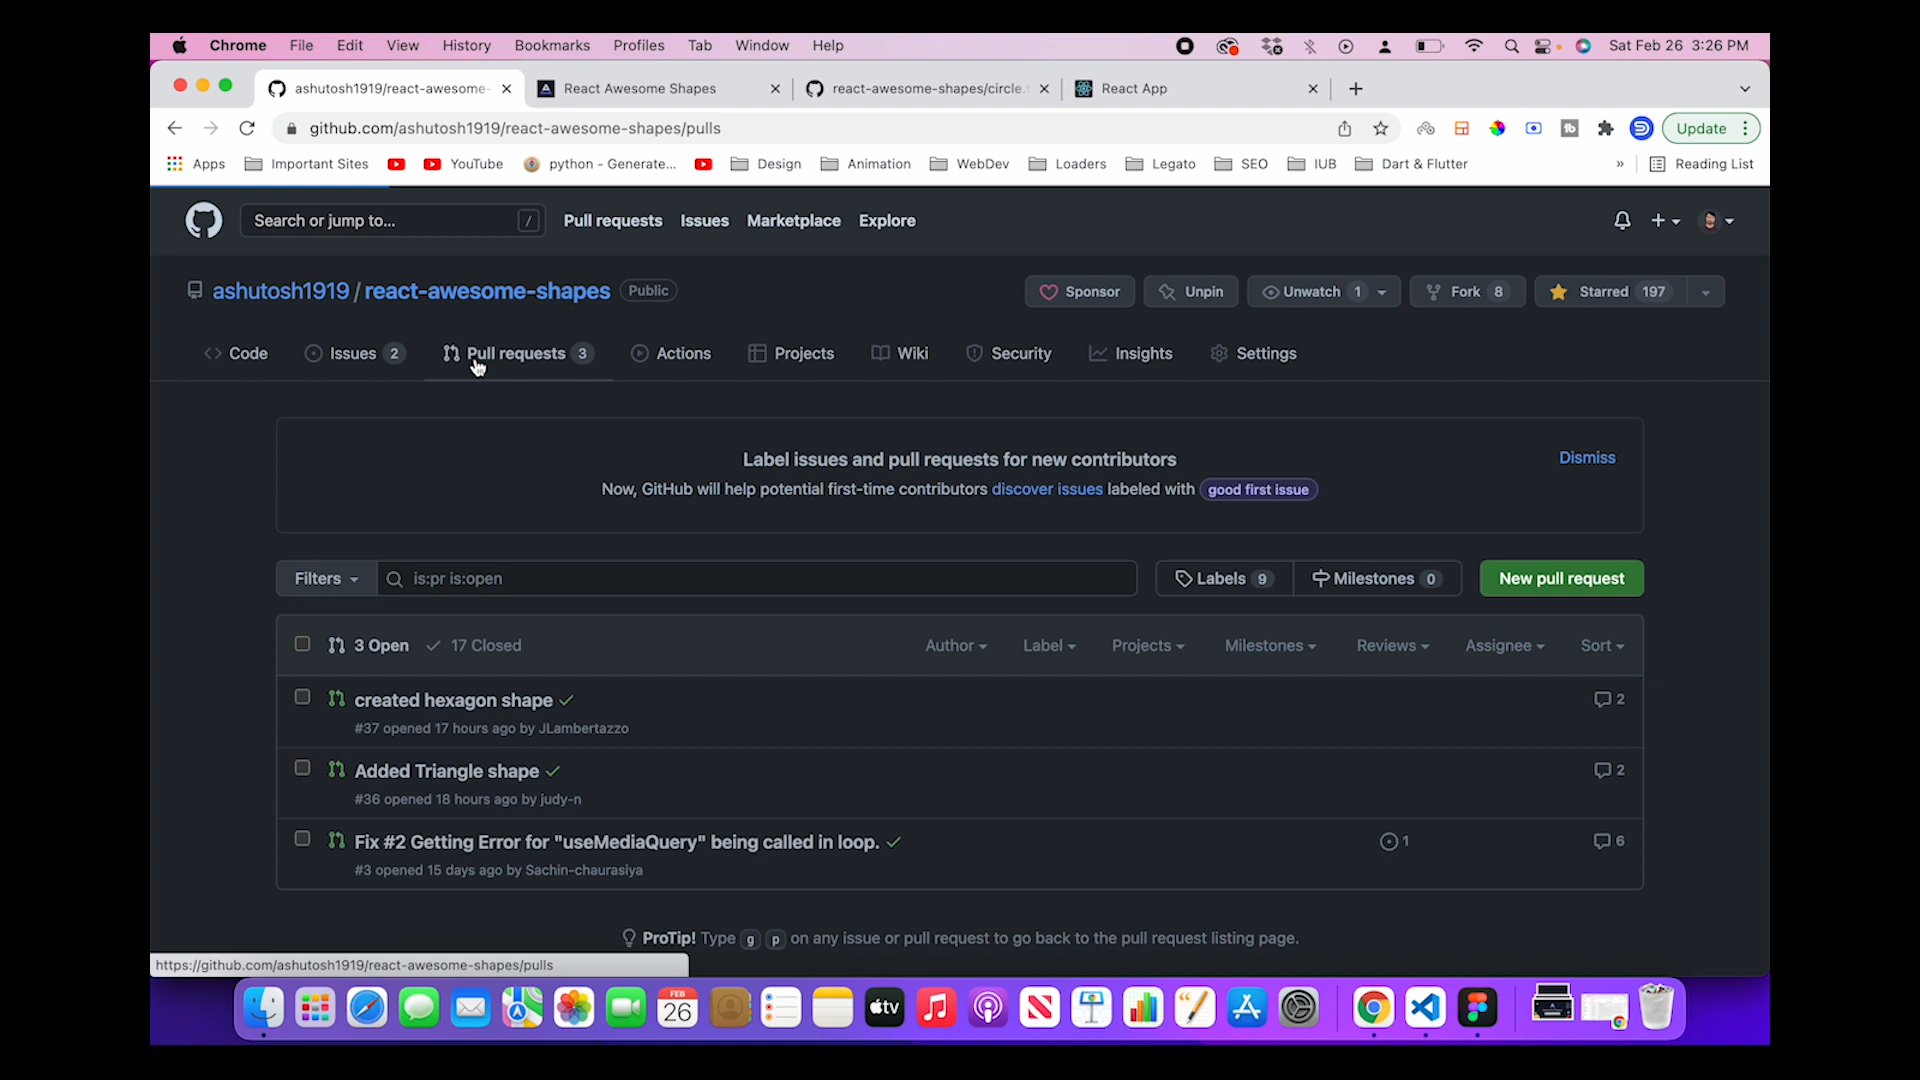 Chrome File Edit View History Bookmarks Profiles Tab Window Help Sat Feb 26 3:26 PM
ashutosh1919/react-awesome- React Awesome Shapes react-awesome-shapes/circle. React App
github.com/ashutosh1919/react-awesome-shapes/pulls Update
Apps Important Sites YouTube python - Generate... Design Animation WebDev Loaders Legato SEO IUB Dart & Flutter » Reading List
Search or jump to... / Pull requests Issues Marketplace Explore
ashutosh1919 / react-awesome-shapes Public Sponsor Unpin Unwatch 1 Fork 8 Starred 197
Code Issues 2 Pull requests 3 Actions Projects Wiki Security Insights Settings
Label issues and pull requests for new contributors Dismiss
Now, GitHub will help potential first-time contributors discover issues labeled with good first issue
Filters is:pr is:open Labels 9 Milestones 0 New pull request
3 Open 17 Closed Author Label Projects Milestones Reviews Assignee Sort
created hexagon shape 2
#37 opened 17 hours ago by JLambertazzo
Added Triangle shape 2
#36 opened 18 hours ago by judy-n
Fix #2 Getting Error for "useMediaQuery" being called in loop. 1 6
#3 opened 15 days ago by Sachin-chaurasiya
ProTip! Type g p on any issue or pull request to go back to the pull request listing page.
https://github.com/ashutosh1919/react-awesome-shapes/pulls
FEB
26 tv